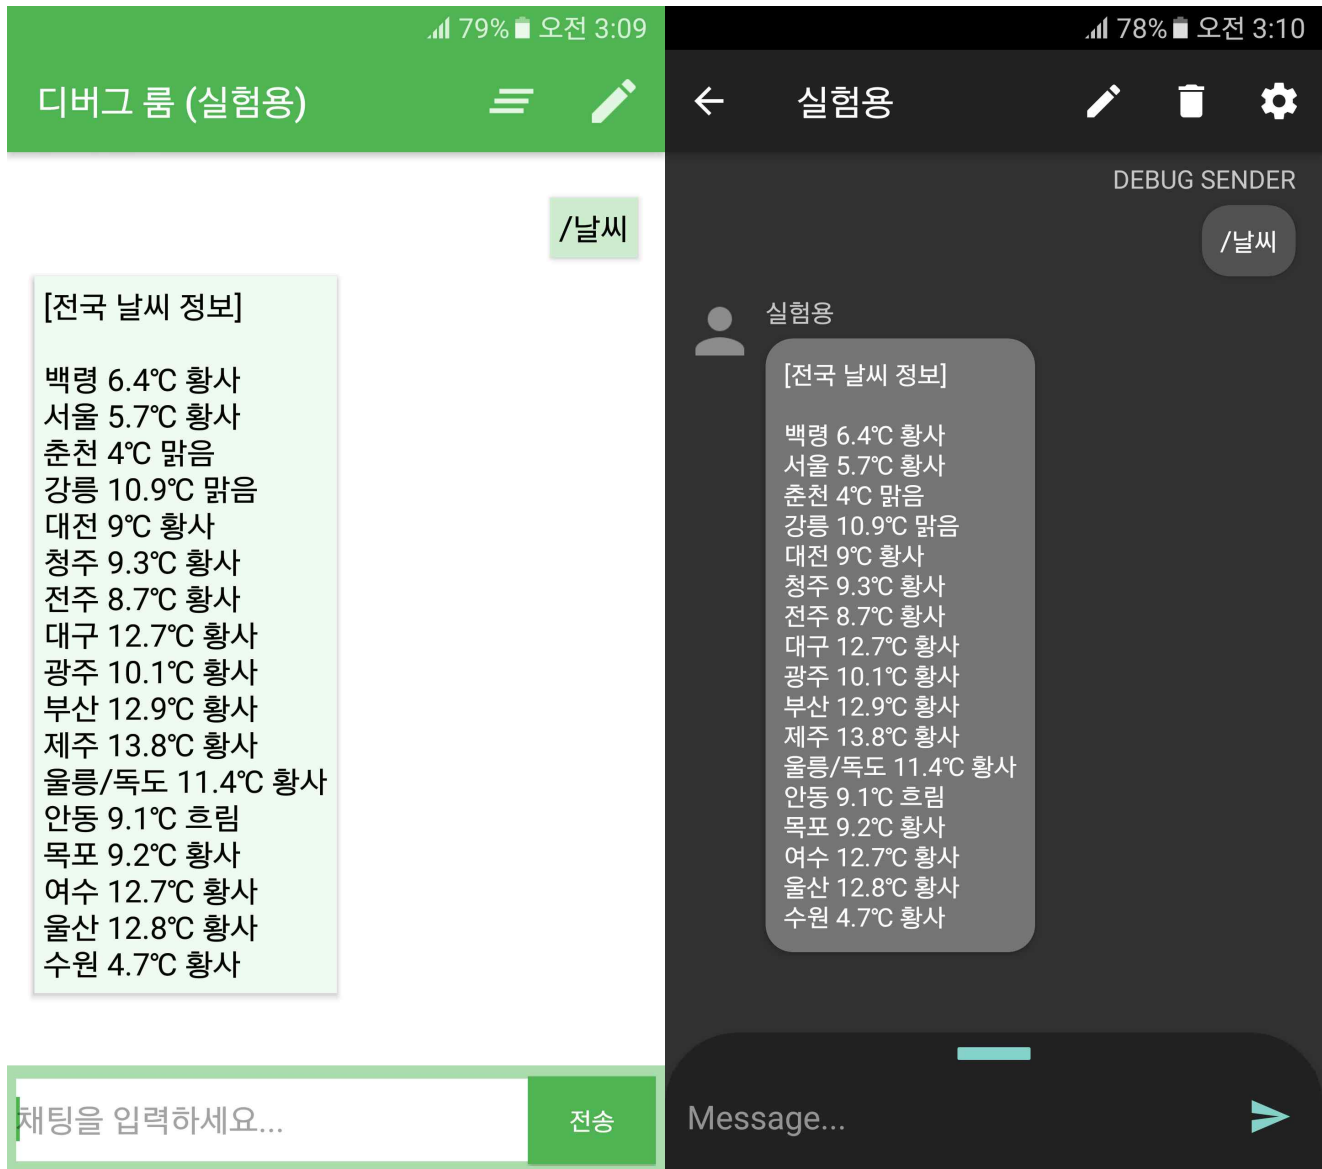 79% 오전 3:09
디버그 룸 (실험용)
/날씨
[전국 날씨 정보]
백령 6.4℃ 황사
서울 5.7℃ 황사
춘천 4℃ 맑음
강릉 10.9℃ 맑음
대전 9℃ 황사
청주 9.3℃ 황사
전주 8.7℃ 황사
대구 12.7℃ 황사
광주 10.1℃ 황사
부산 12.9℃ 황사
제주 13.8℃ 황사
울릉/독도 11.4℃ 황사
안동 9.1℃ 흐림
목포 9.2℃ 황사
여수 12.7℃ 황사
울산 12.8℃ 황사
수원 4.7℃ 황사
채팅을 입력하세요...
전송
78% 오전 3:10
실험용
DEBUG SENDER
/날씨
실험용
[전국 날씨 정보]
백령 6.4℃ 황사
서울 5.7℃ 황사
춘천 4℃ 맑음
강릉 10.9℃ 맑음
대전 9℃ 황사
청주 9.3℃ 황사
전주 8.7℃ 황사
대구 12.7℃ 황사
광주 10.1℃ 황사
부산 12.9℃ 황사
제주 13.8℃ 황사
울릉/독도 11.4℃ 황사
안동 9.1℃ 흐림
목포 9.2℃ 황사
여수 12.7℃ 황사
울산 12.8℃ 황사
수원 4.7℃ 황사
Message...